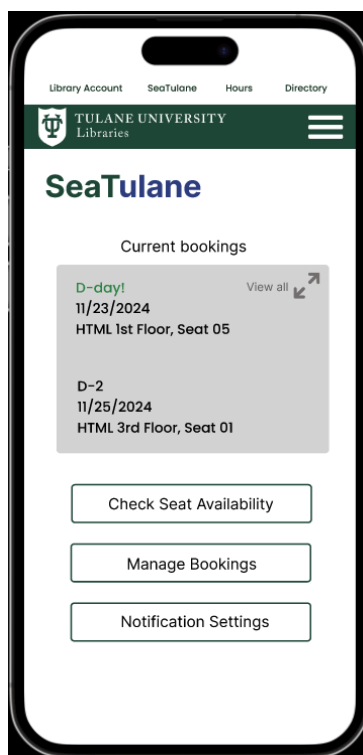 Library Account SeaTulane Hours Directory
TULANE UNIVERSITY
Libraries
SeaTulane
Current bookings
D-day! View all
11/23/2024
HTML 1st Floor, Seat 05
D-2
11/25/2024
HTML 3rd Floor, Seat 01
Check Seat Availability
Manage Bookings
Notification Settings